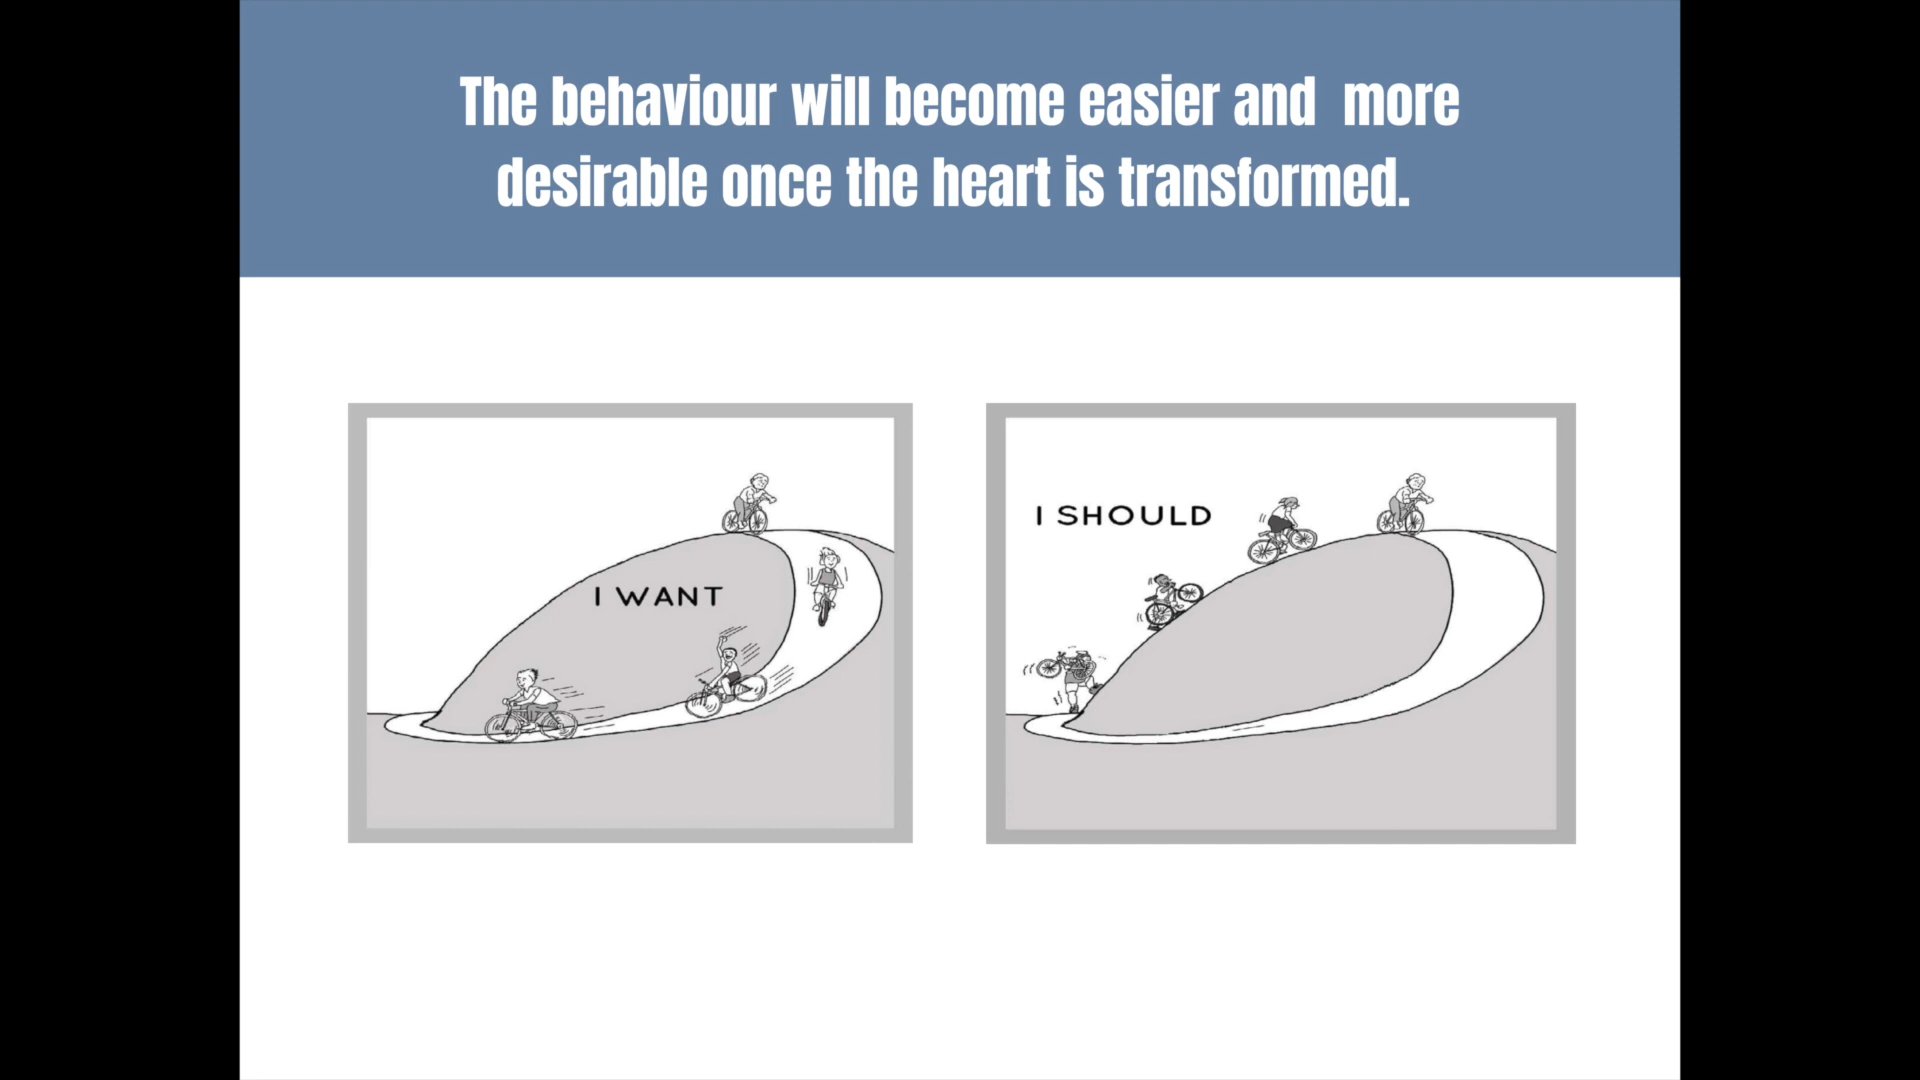 The behaviour will become easier and  more
desirable once the heart is transformed.
I WANT
I SHOULD